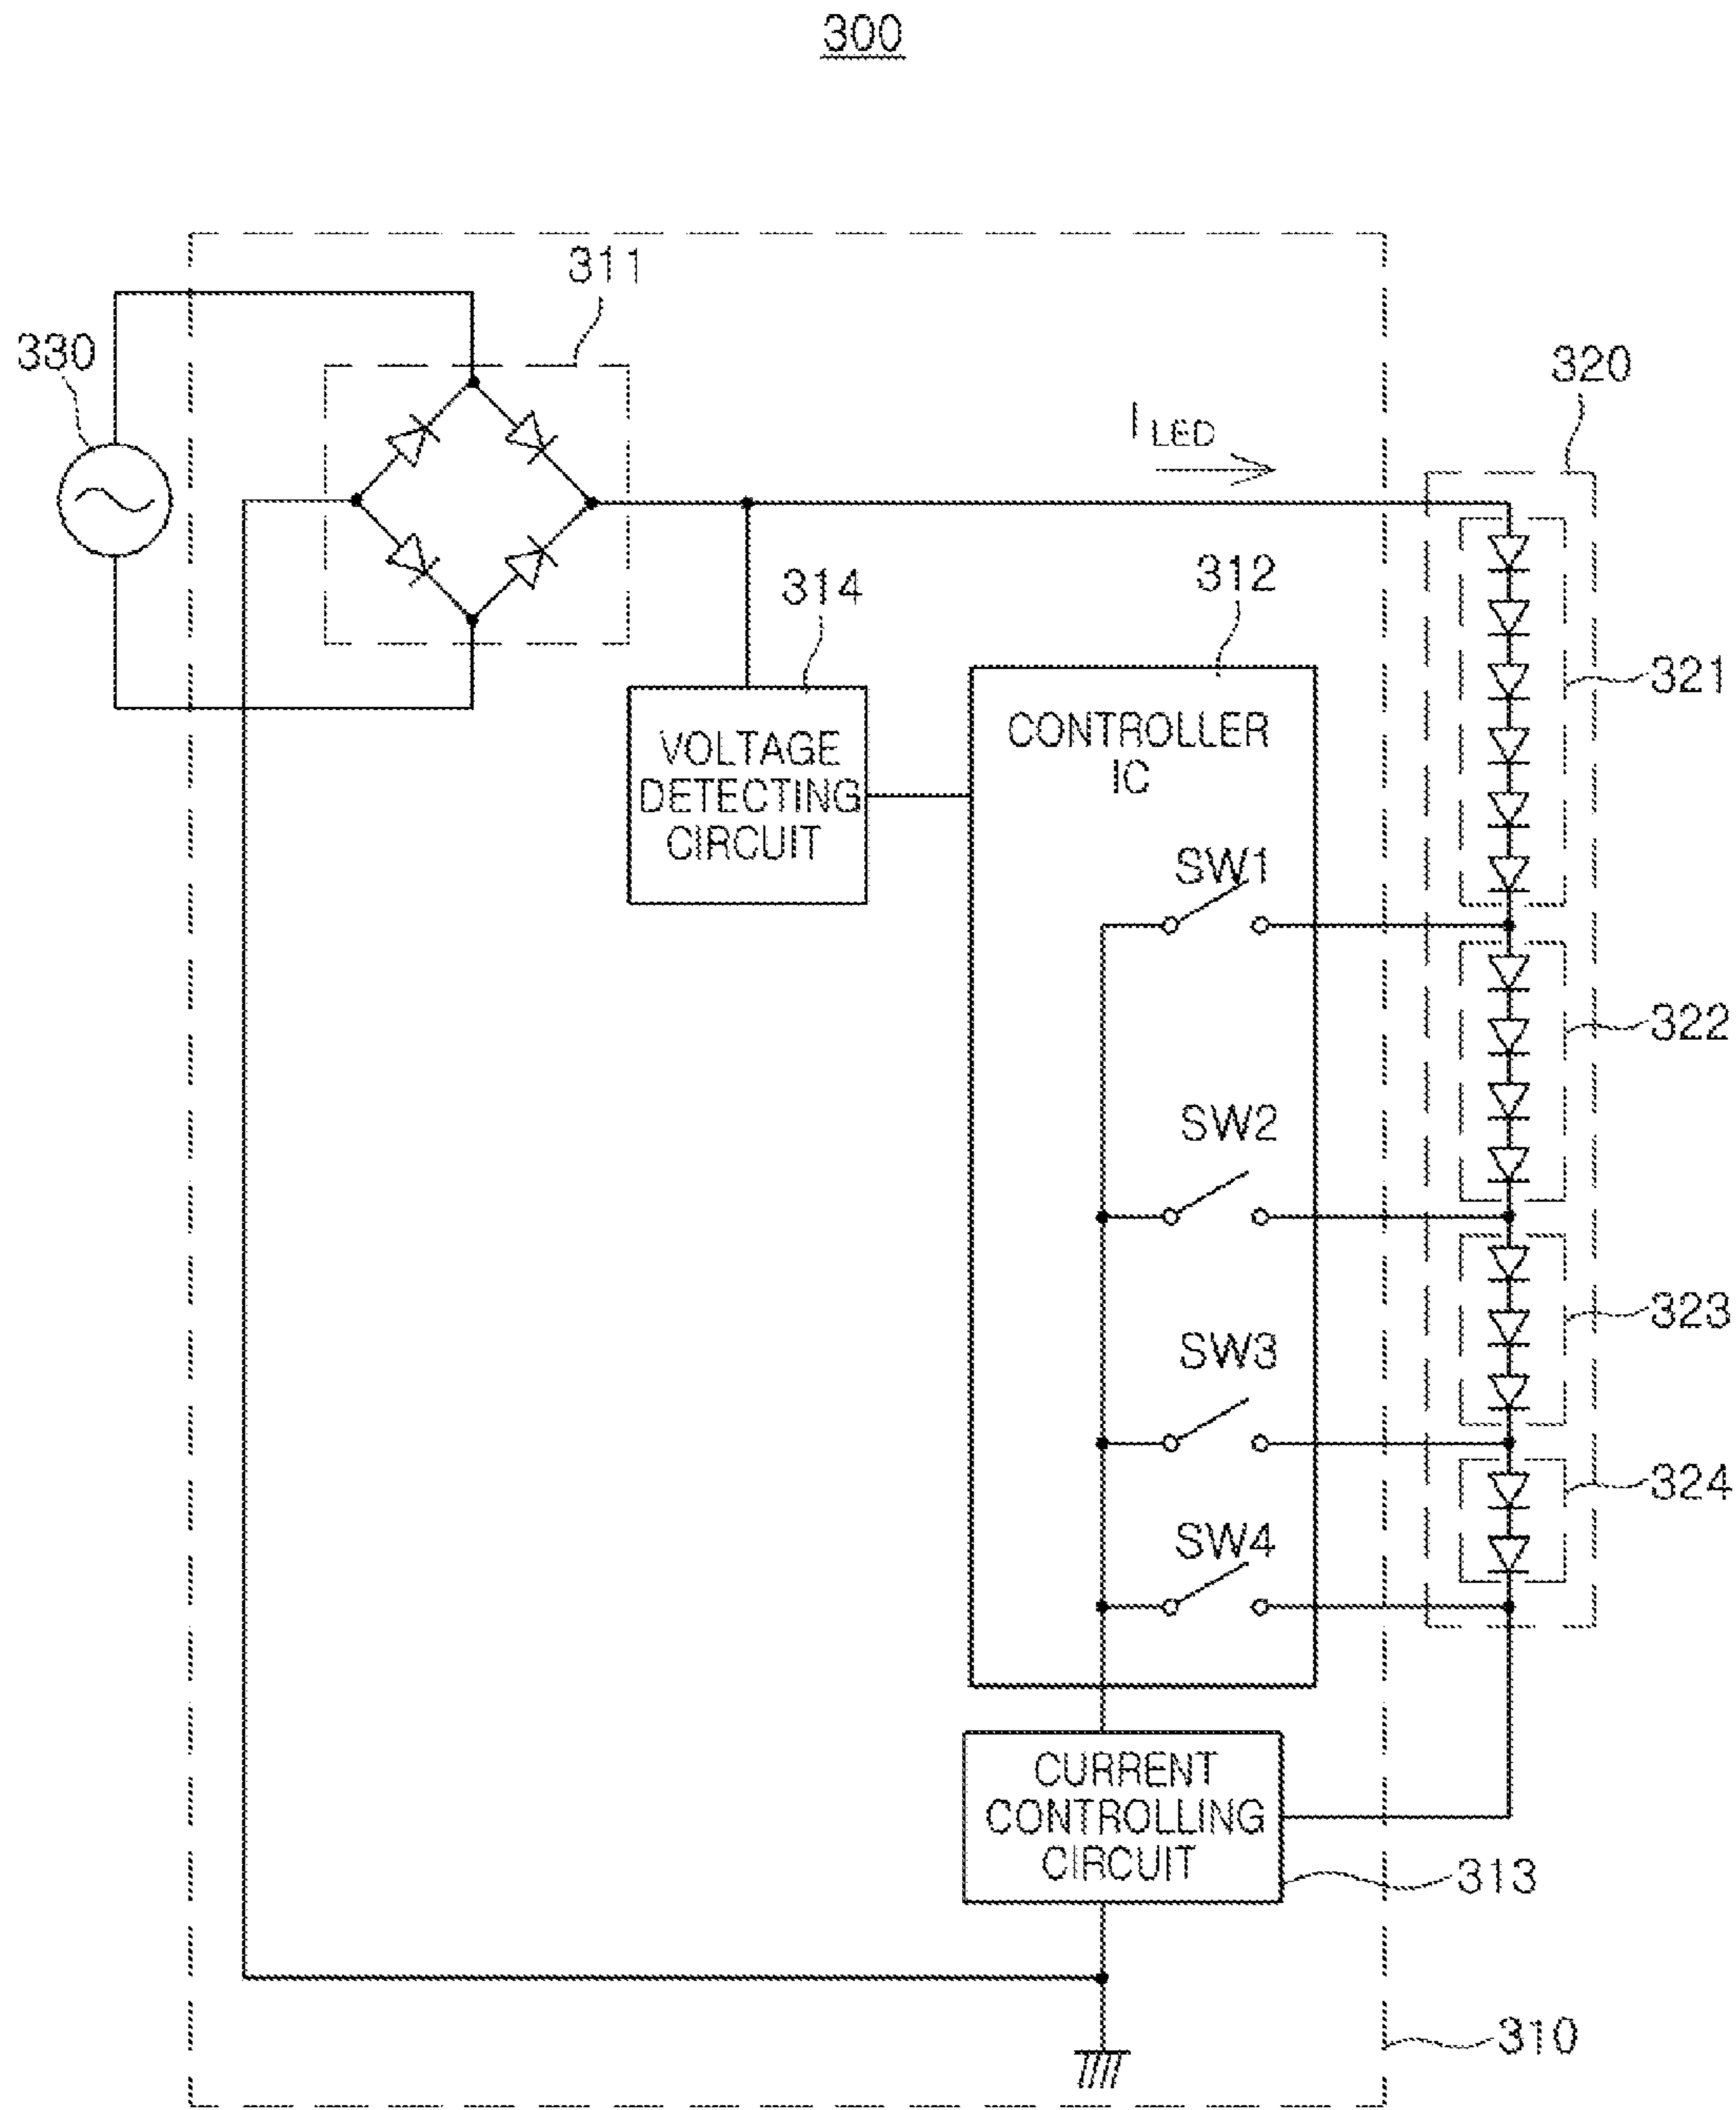 300
311
330
320
I LED
314
312
321
VOLTAGE
DETECTING
CIRCUIT
CONTROLLER
IC
SW1
322
SW2
323
SW3
324
SW4
CURRENT
CONTROLLING
CIRCUIT
313
310